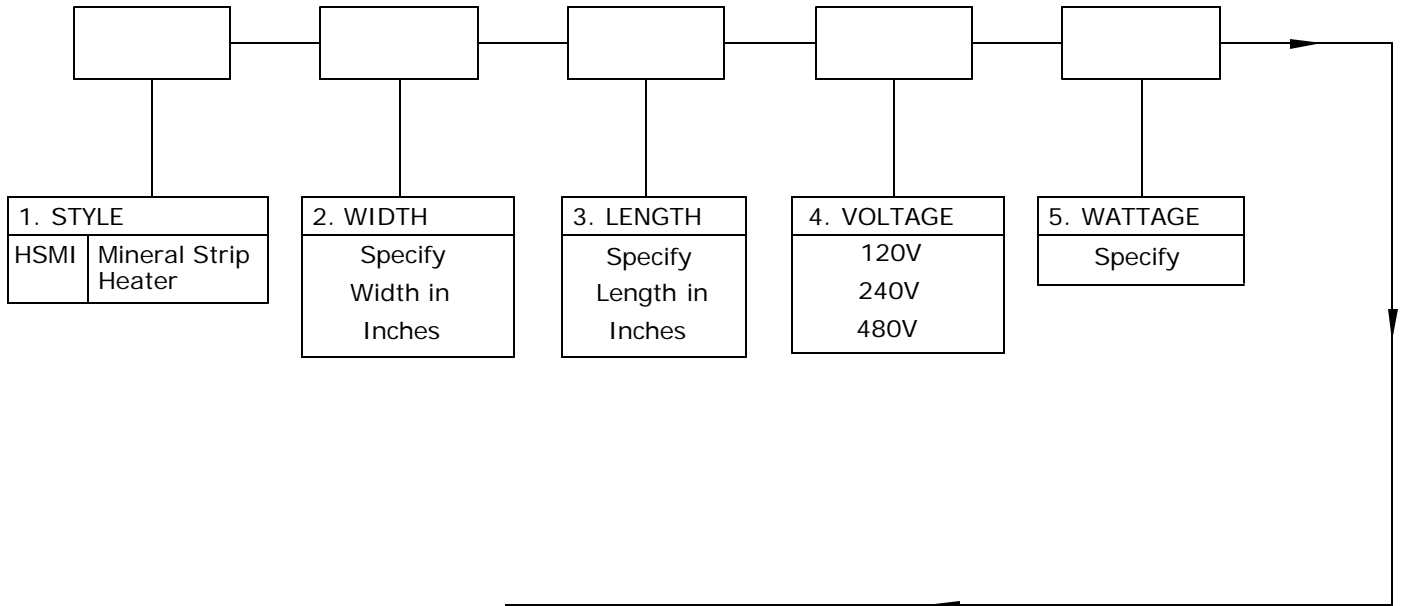 1. STYLE
HSMI
Mineral Strip
Heater
2. WIDTH
Specify
Width in
Inches
3. LENGTH
Specify
Length in
Inches
4. VOLTAGE
120V
240V
480V
5. WATTAGE
Specify